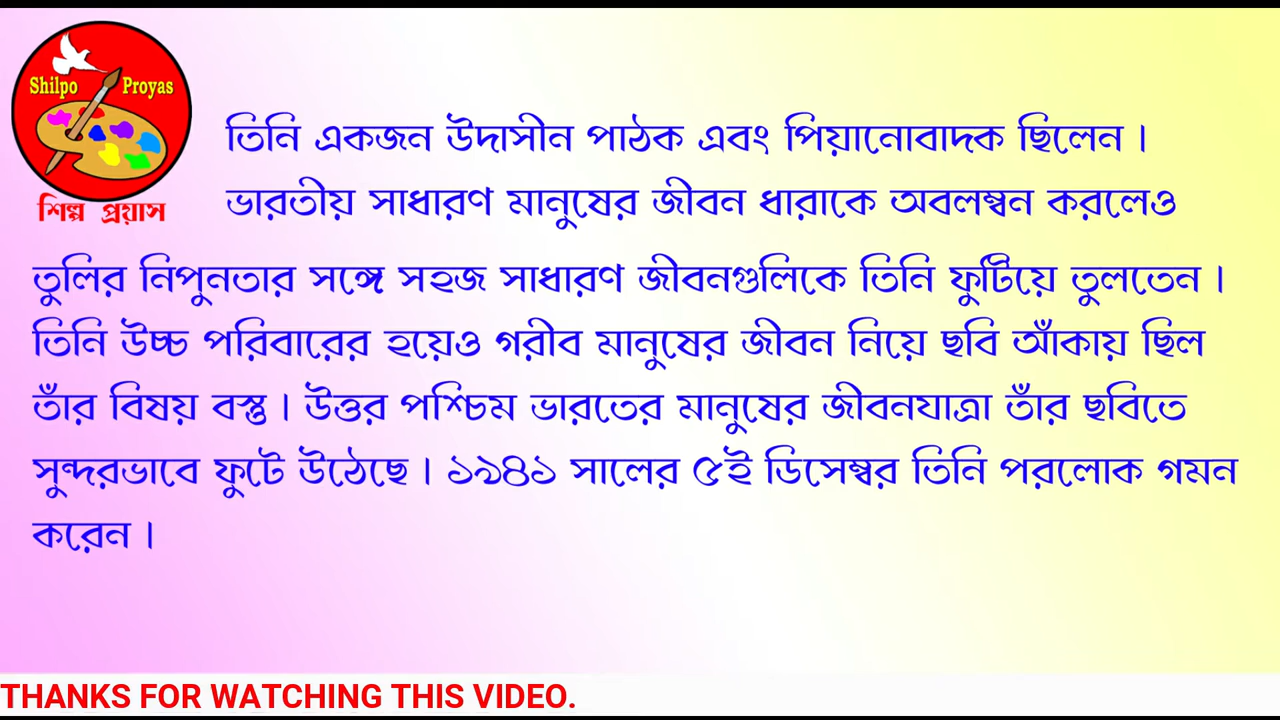 Shilpo Proyas
শিল্প প্রয়াস
তিনি একজন উদাসীন পাঠক এবং পিয়ানোবাদক ছিলেন।
ভারতীয় সাধারণ মানুষের জীবন ধারাকে অবলম্বন করলেও
তুলির নিপুনতার সঙ্গে সহজ সাধারণ জীবনগুলিকে তিনি ফুটিয়ে তুলতেন।
তিনি উচ্চ পরিবারের হয়েও গরীব মানুষের জীবন নিয়ে ছবি আঁকায় ছিল
তাঁর বিষয় বস্তু। উত্তর পশ্চিম ভারতের মানুষের জীবনযাত্রা তাঁর ছবিতে
সুন্দরভাবে ফুটে উঠেছে। ১৯৪১ সালের ৫ই ডিসেম্বর তিনি পরলোক গমন
করেন।
THANKS FOR WATCHING THIS VIDEO.